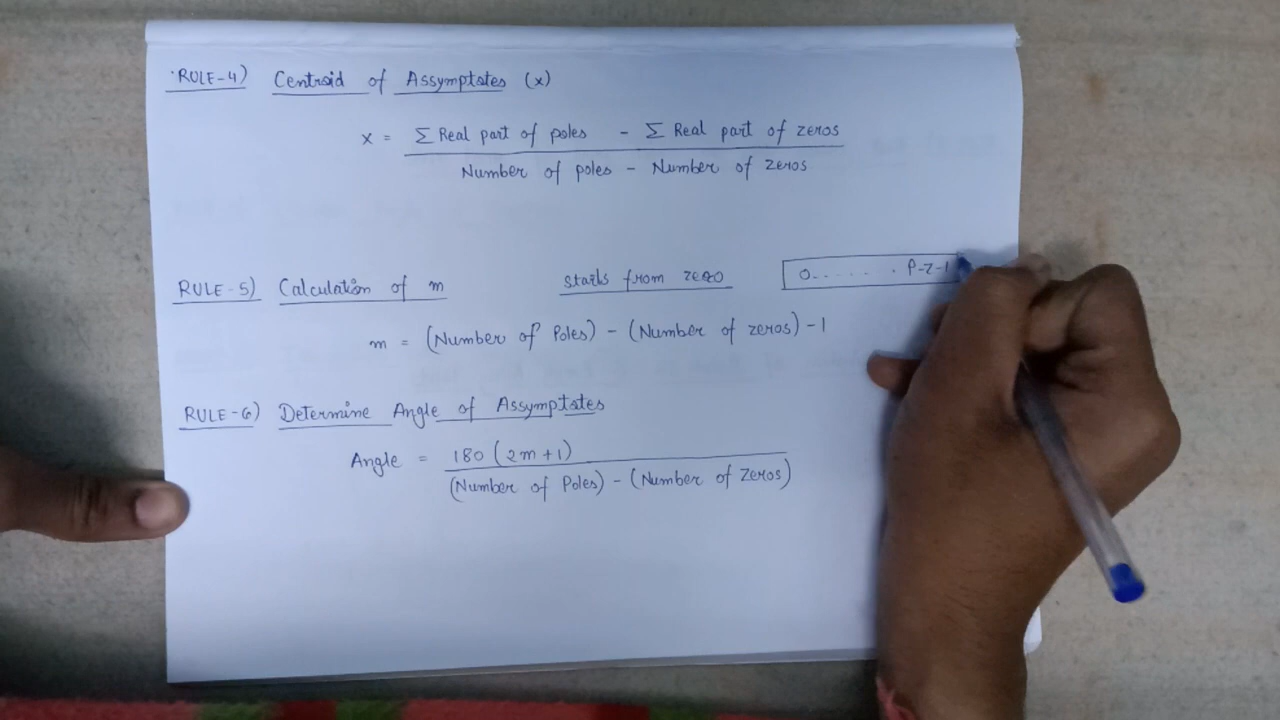 RULE-4) Centroid of Assymptotes (x)
x = Σ Real part of poles - Σ Real part of zeros
Number of poles - Number of zeros
RULE-5) Calculation of m starts from zero 0....... P-Z-1
m = (Number of Poles) - (Number of zeros) - 1
RULE-6) Determine Angle of Assymptotes
Angle = 180 (2m+1)
(Number of Poles) - (Number of Zeros)